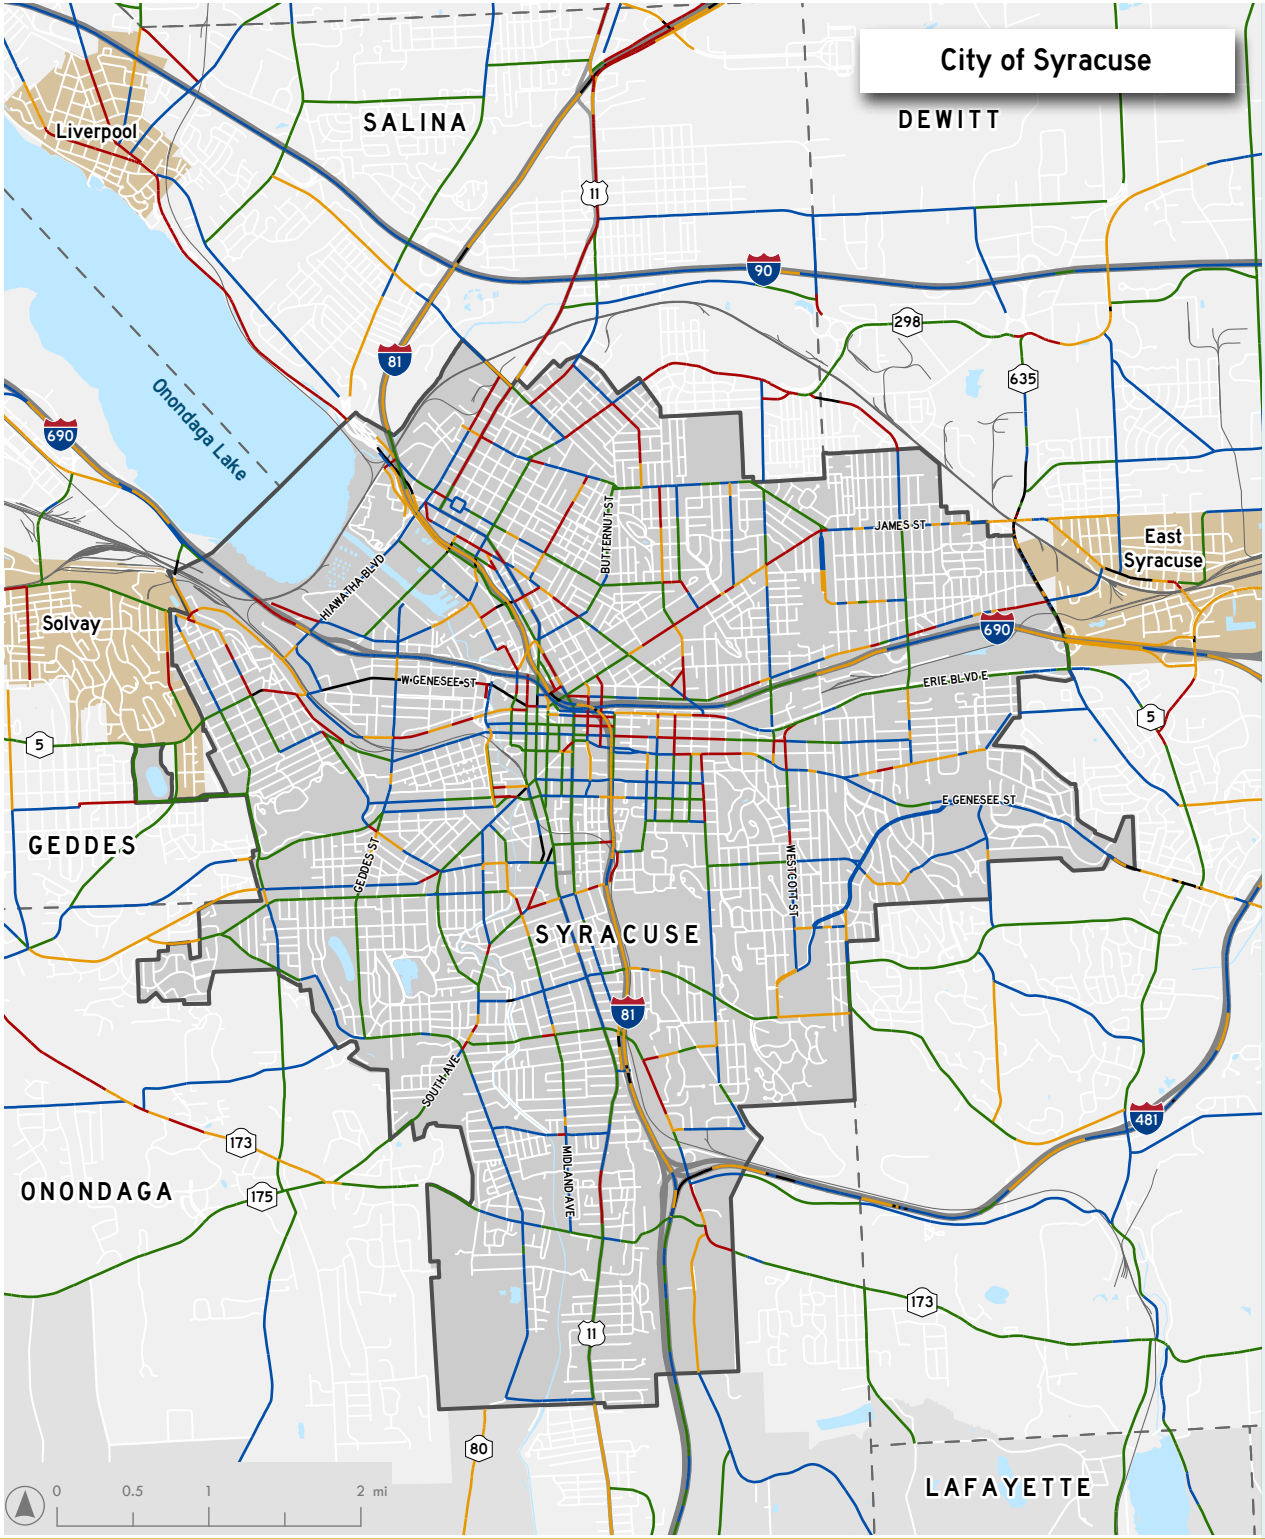 City of Syracuse
SALINA
DEWITT
Liverpool
11
90
298
81
635
690
Onondaga Lake
BUTTERNUT ST
JAMES ST
East
Syracuse
HIAWATHA BLVD
Solvay
690
W GENESEE ST
ERIE BLVD E
5
5
E GENESEE ST
GEDDES
GEDDES ST
WESTCOTT ST
SYRACUSE
81
SOUTH AVE
481
173
MIDLAND AVE
ONONDAGA
175
173
11
80
LAFAYETTE
0 0.5 1 2 mi